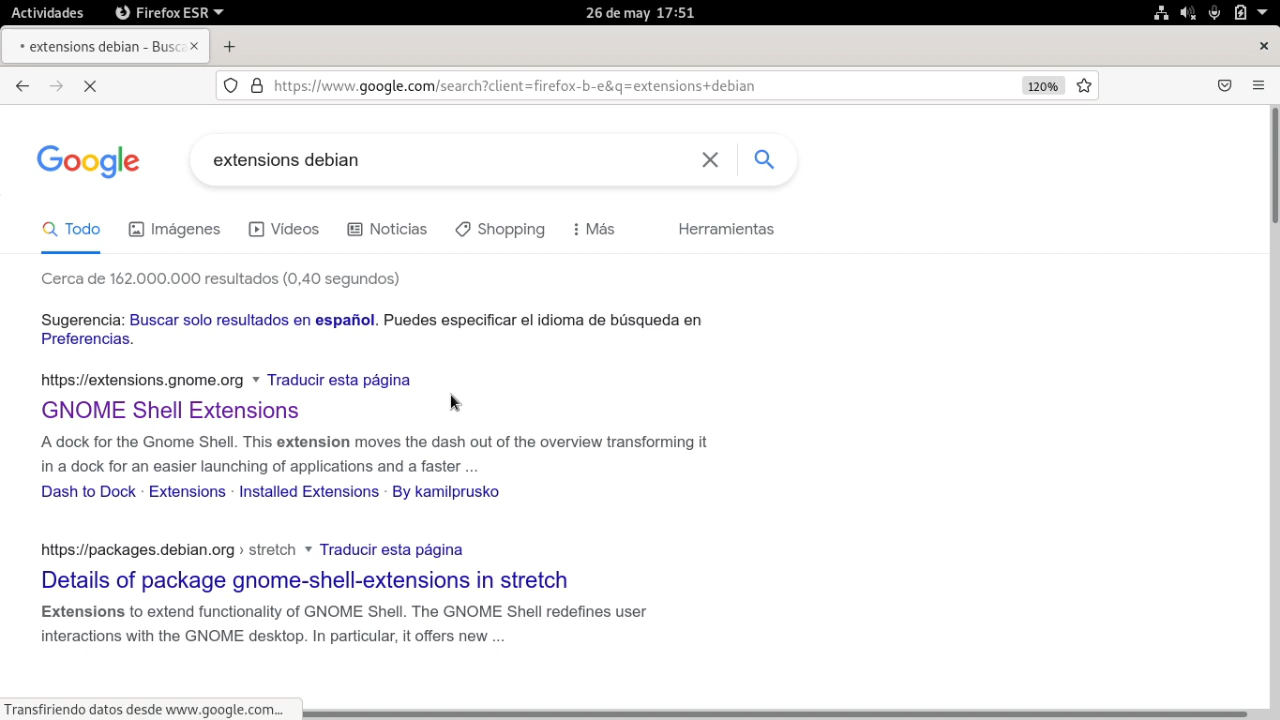 Actividades Firefox ESR 26 de may 17:51
extensions debian - Busca
https://www.google.com/search?client=firefox-b-e&q=extensions+debian 120%
Google extensions debian
Todo Imágenes Vídeos Noticias Shopping Más Herramientas
Cerca de 162.000.000 resultados (0,40 segundos)
Sugerencia: Buscar solo resultados en español. Puedes especificar el idioma de búsqueda en
Preferencias.
https://extensions.gnome.org Traducir esta página
GNOME Shell Extensions
A dock for the Gnome Shell. This extension moves the dash out of the overview transforming it
in a dock for an easier launching of applications and a faster ...
Dash to Dock · Extensions · Installed Extensions · By kamilprusko
https://packages.debian.org › stretch Traducir esta página
Details of package gnome-shell-extensions in stretch
Extensions to extend functionality of GNOME Shell. The GNOME Shell redefines user
interactions with the GNOME desktop. In particular, it offers new ...
Transfiriendo datos desde www.google.com...